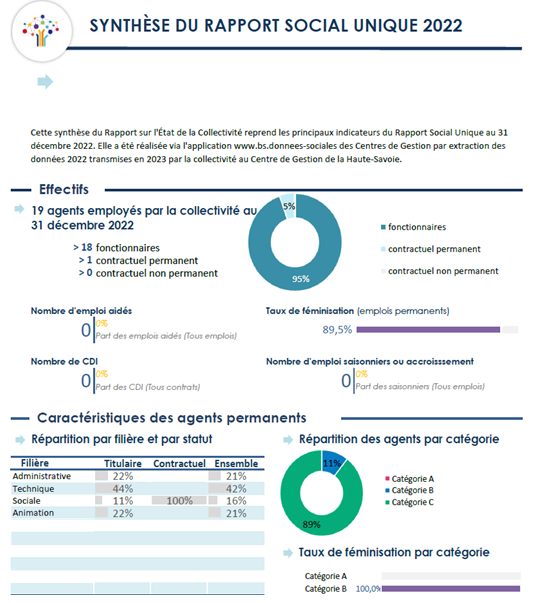 SYNTHÈSE DU RAPPORT SOCIAL UNIQUE 2022
Cette synthèse du Rapport sur l'État de la Collectivité reprend les principaux indicateurs du Rapport Social Unique au 31
décembre 2022. Elle a été réalisée via l'application www.bs.donnees-sociales des Centres de Gestion par extraction des
données 2022 transmises en 2023 par la collectivité au Centre de Gestion de la Haute-Savoie.
Effectifs
19 agents employés par la collectivité au
31 décembre 2022
> 18 fonctionnaires
> 1 contractuel permanent
> 0 contractuel non permanent
5%
95%
fonctionnaires
contractuel permanent
contractuel non permanent
Nombre d'emploi aidés
0 0%
Part des emplois aidés (Tous emplois)
Taux de féminisation (emplois permanents)
89,5%
Nombre de CDI
0 0%
Part des CDI (Tous contrats)
Nombre d'emploi saisonniers ou accroisssement
0 0%
Part des saisonniers (Tous emplois)
Caractéristiques des agents permanents
Répartition par filière et par statut
Filière Titulaire Contractuel Ensemble
Administrative 22% 21%
Technique 44% 42%
Sociale 11% 100% 16%
Animation 22% 21%
Répartition des agents par catégorie
11%
89%
Catégorie A
Catégorie B
Catégorie C
Taux de féminisation par catégorie
Catégorie A
Catégorie B 100,0%